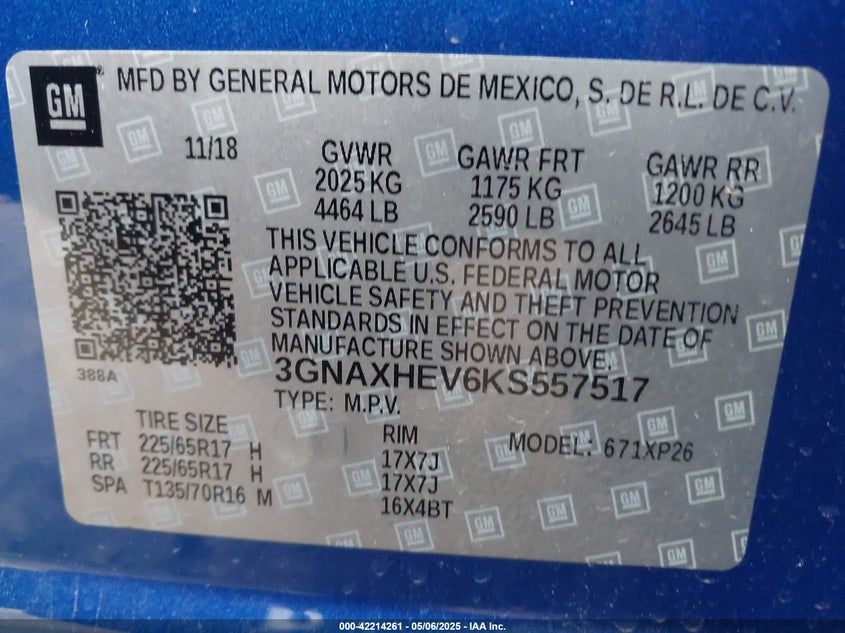 GM
MFD BY GENERAL MOTORS DE MEXICO, S. DE R.L. DE C.V.
11/18
GVWR GAWR FRT GAWR RR
2025 KG 1175 KG 1200 KG
4464 LB 2590 LB 2645 LB
THIS VEHICLE CONFORMS TO ALL
APPLICABLE U.S. FEDERAL MOTOR
VEHICLE SAFETY AND THEFT PREVENTION
STANDARDS IN EFFECT ON THE DATE OF
MANUFACTURE SHOWN ABOVE.
388A
3GNAXHEV6KS557517
TYPE: M.P.V.
TIRE SIZE RIM MODEL: 671XP26
FRT 225/65R17 H 17X7J
RR 225/65R17 H 17X7J
SPA T135/70R16 M 16X4BT
000-42214261 - 05/06/2025 - IAA Inc.